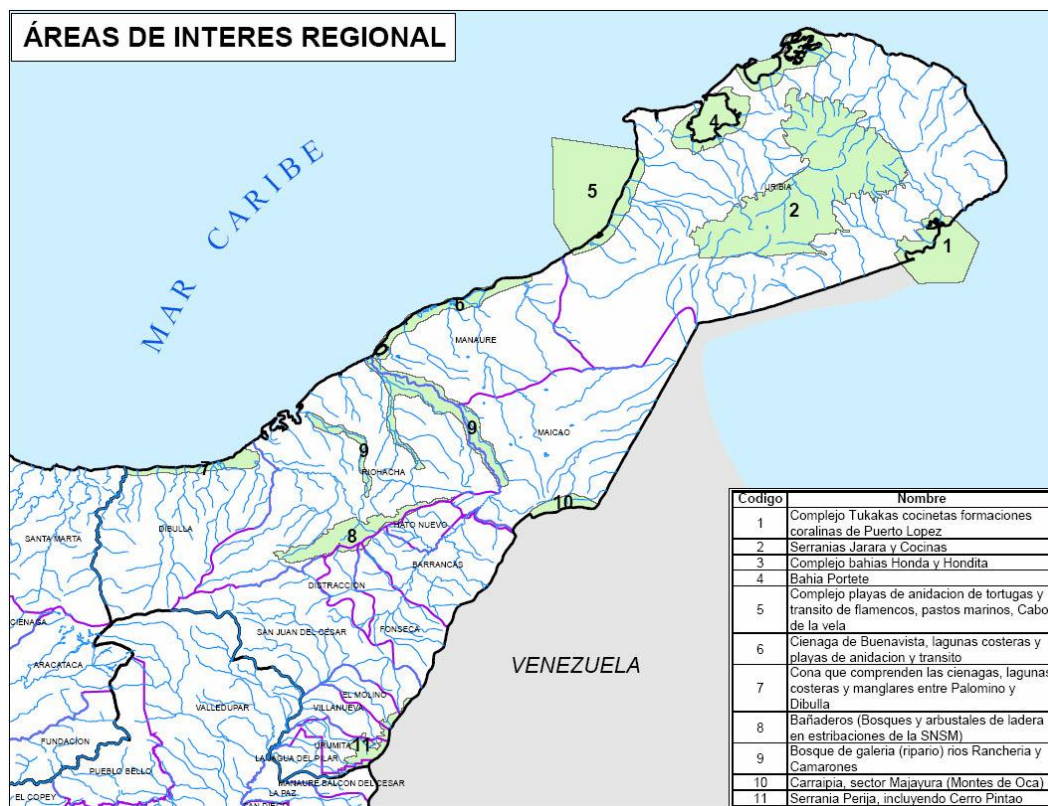 ÁREAS DE INTERES REGIONAL
MAR CARIBE
4
5
URIBIA
2
1
6
MANAURE
9
MAICAO
9
7
RIOHACHA
10
DIBULLA
SANTA MARTA
8
HATO NUEVO
BARRANCAS
DISTRACCION
CIENAGA
SAN JUAN DEL CESAR
FONSECA
ARACATACA
VENEZUELA
EL MOLINO
VALLEDUPAR
VILLANUEVA
FUNDACION
URUMITA
11
LA JAGUA DEL PILAR
PUEBLO BELLO
MANAURE BALCON DEL CESAR
LA PAZ
EL COPEY
SAN DIEGO
Codigo Nombre
1 Complejo Tukakas cocinetas formaciones
coralinas de Puerto Lopez
2 Serranias Jarara y Cocinas
3 Complejo bahias Honda y Hondita
4 Bahia Portete
5 Complejo playas de anidacion de tortugas y
transito de flamencos, pastos marinos, Cabo
de la vela
6 Cienaga de Buenavista, lagunas costeras y
playas de anidacion y transito
7 Cona que comprenden las cienagas, lagunas
costeras y manglares entre Palomino y
Dibulla
8 Bañaderos (Bosques y arbustales de ladera
en estribaciones de la SNSM)
9 Bosque de galeria (ripario) rios Rancheria y
Camarones
10 Carraipia, sector Majayura (Montes de Oca)
11 Serrania Perija, incluyendo Cerro Pintao